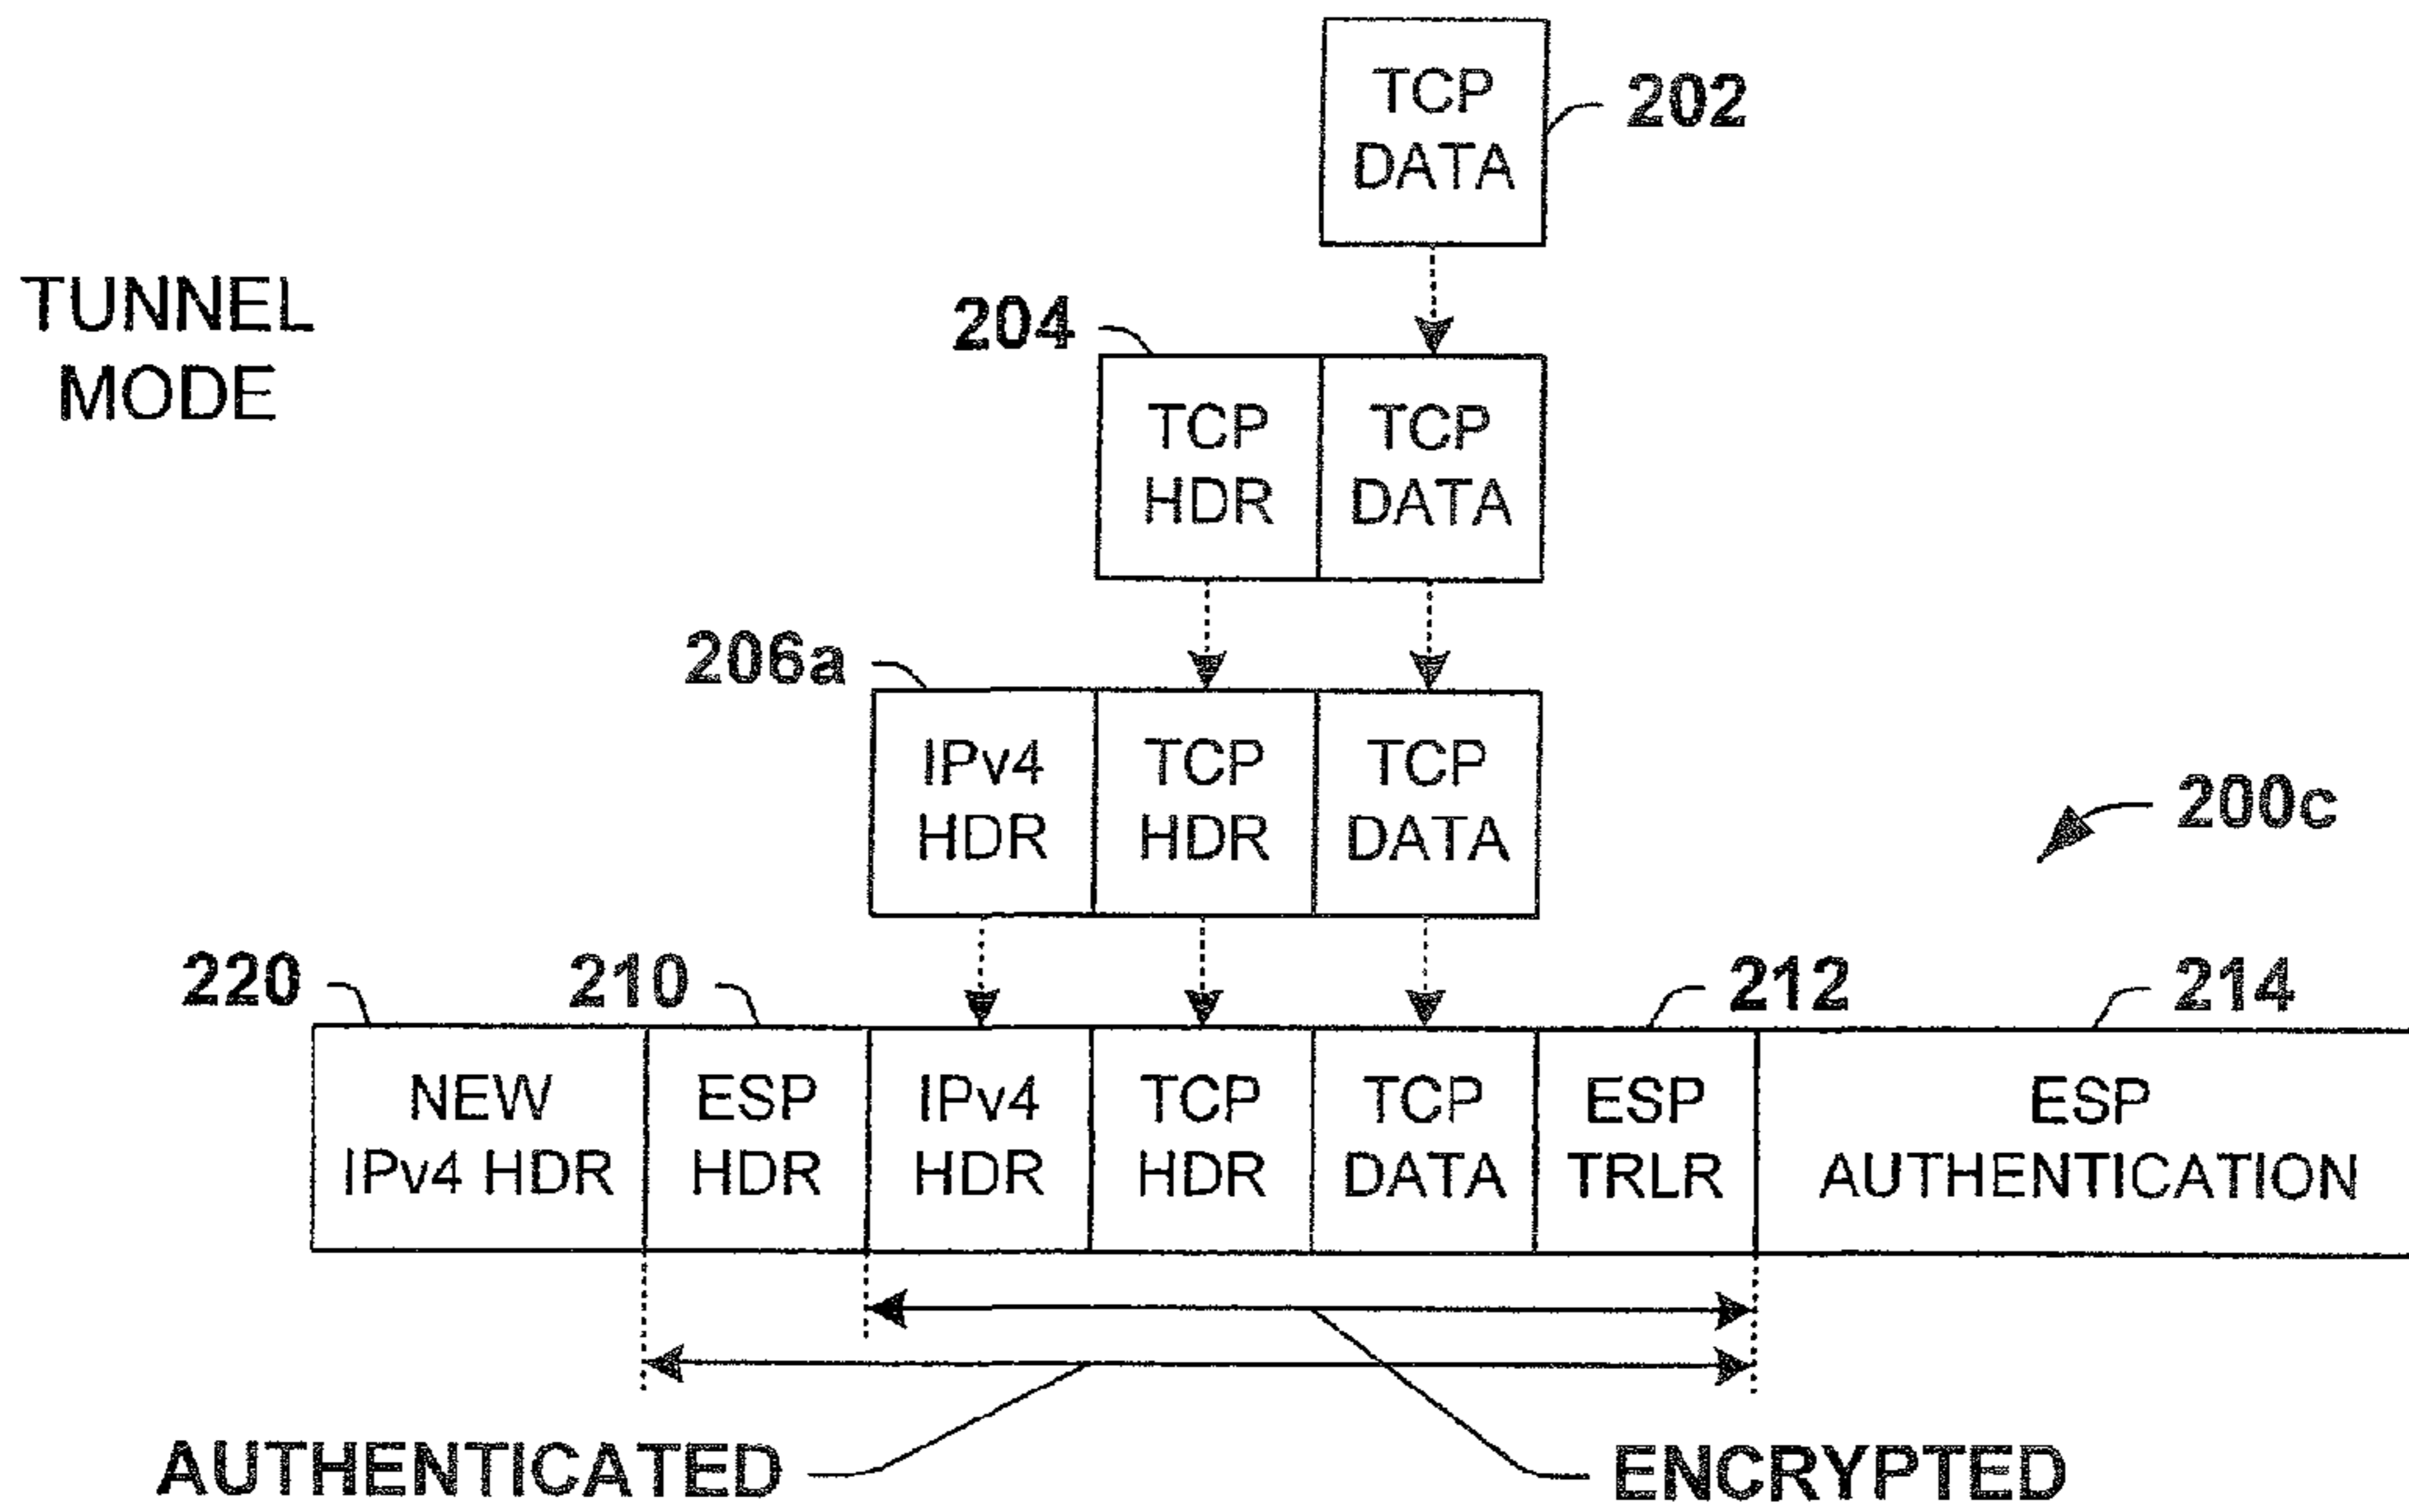 TCP
DATA
202
TUNNEL
MODE
204
TCP
HDR
TCP
DATA
206a
IPv4
HDR
TCP
HDR
TCP
DATA
200c
220
210
212
214
NEW
IPv4 HDR
ESP
HDR
IPv4
HDR
TCP
HDR
TCP
DATA
ESP
TRLR
ESP
AUTHENTICATION
AUTHENTICATED
ENCRYPTED